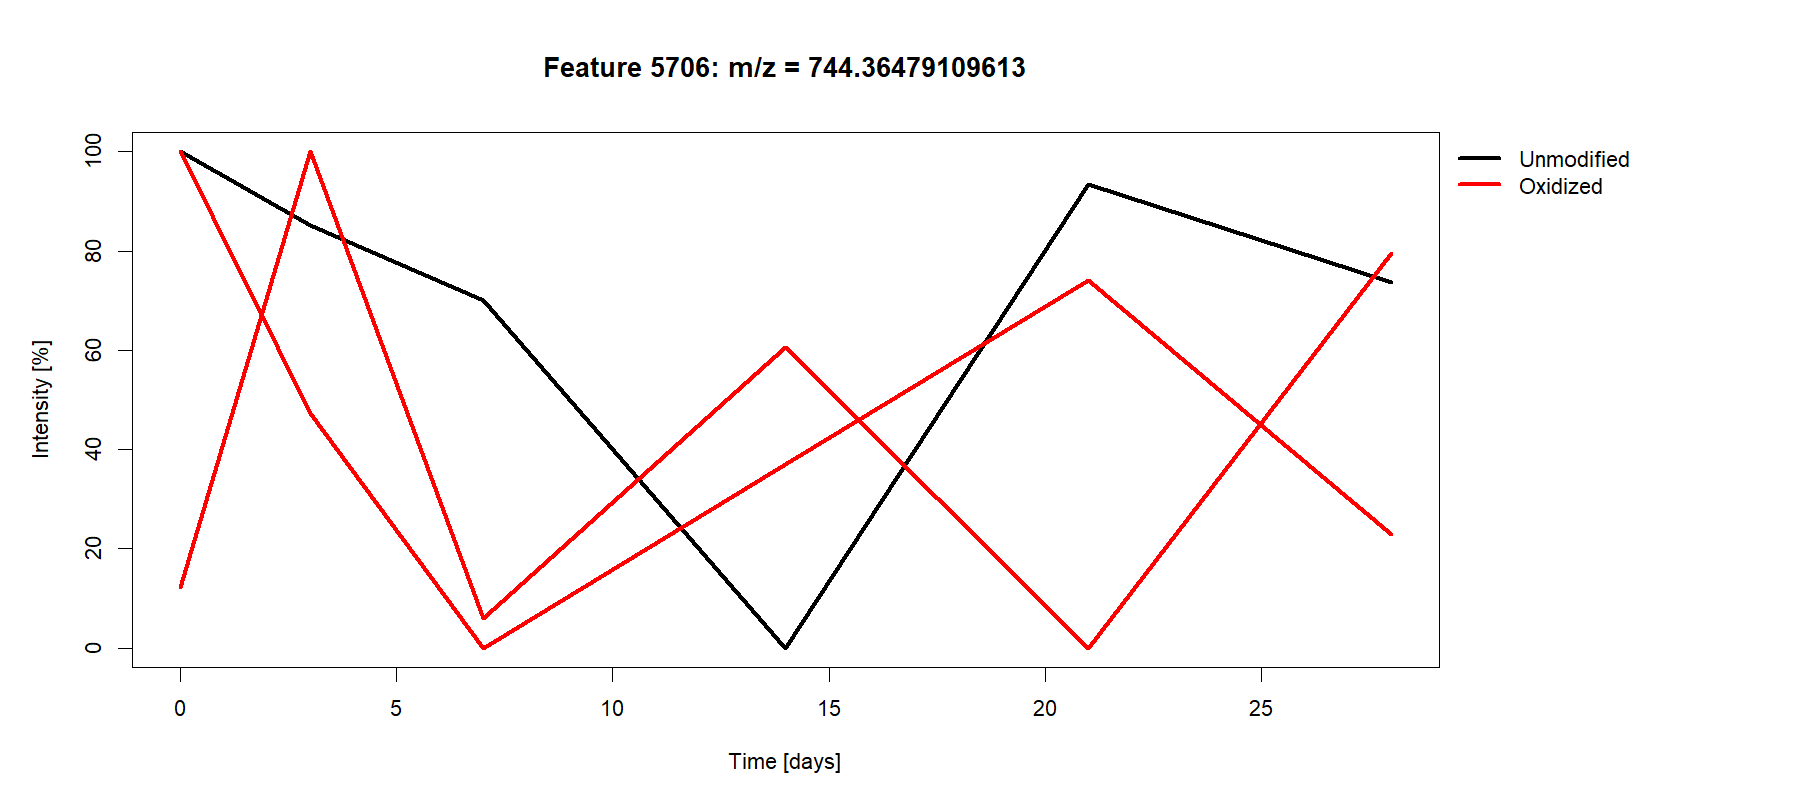 Feature 5706: m/z = 744.36479109613
Unmodified
Oxidized
Intensity [%]
100
80
60
40
20
0
0 5 10 15 20 25
Time [days]